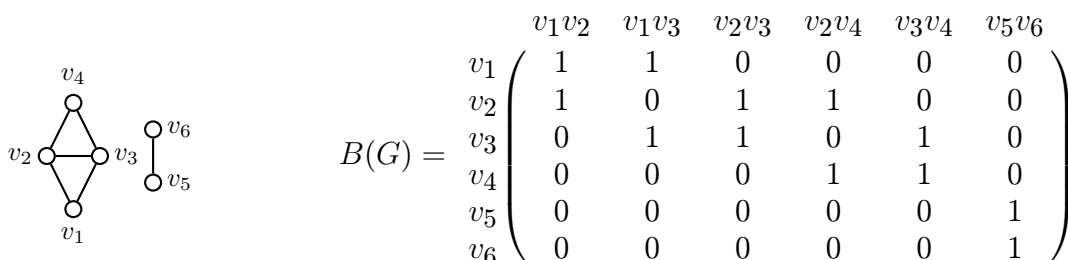 v₄
v₂ v₃ v₆
v₅
v₁
v₁v₂ v₁v₃ v₂v₃ v₂v₄ v₃v₄ v₅v₆
v₁ 1 1 0 0 0 0
v₂ 1 0 1 1 0 0
B(G) = v₃ 0 1 1 0 1 0
v₄ 0 0 0 1 1 0
v₅ 0 0 0 0 0 1
v₆ 0 0 0 0 0 1